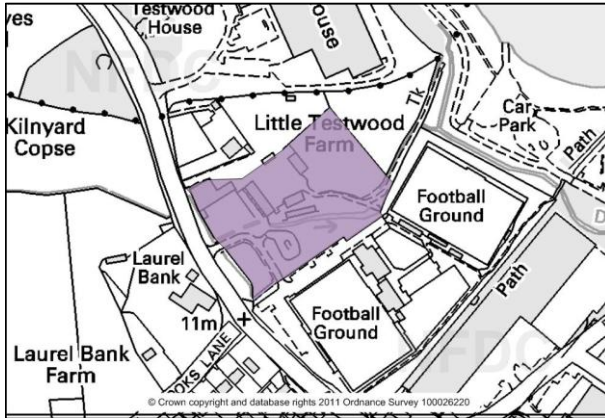 Testwood
House
yes
ouse
NFDC
Kilnyard
Copse
Little Testwood
Farm
Tk
Car
Park
Path
Football
Ground
D
Laurel
Bank
11m
Football
Ground
Path
Laurel Bank
Farm
OKS LANE
NFDC
© Crown copyright and database rights 2011 Ordnance Survey 100026220